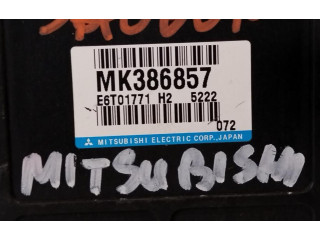 MK386857
E6T01771 H2 5222
072
MITSUBISHI ELECTRIC CORP., JAPAN
MITSUBISHI